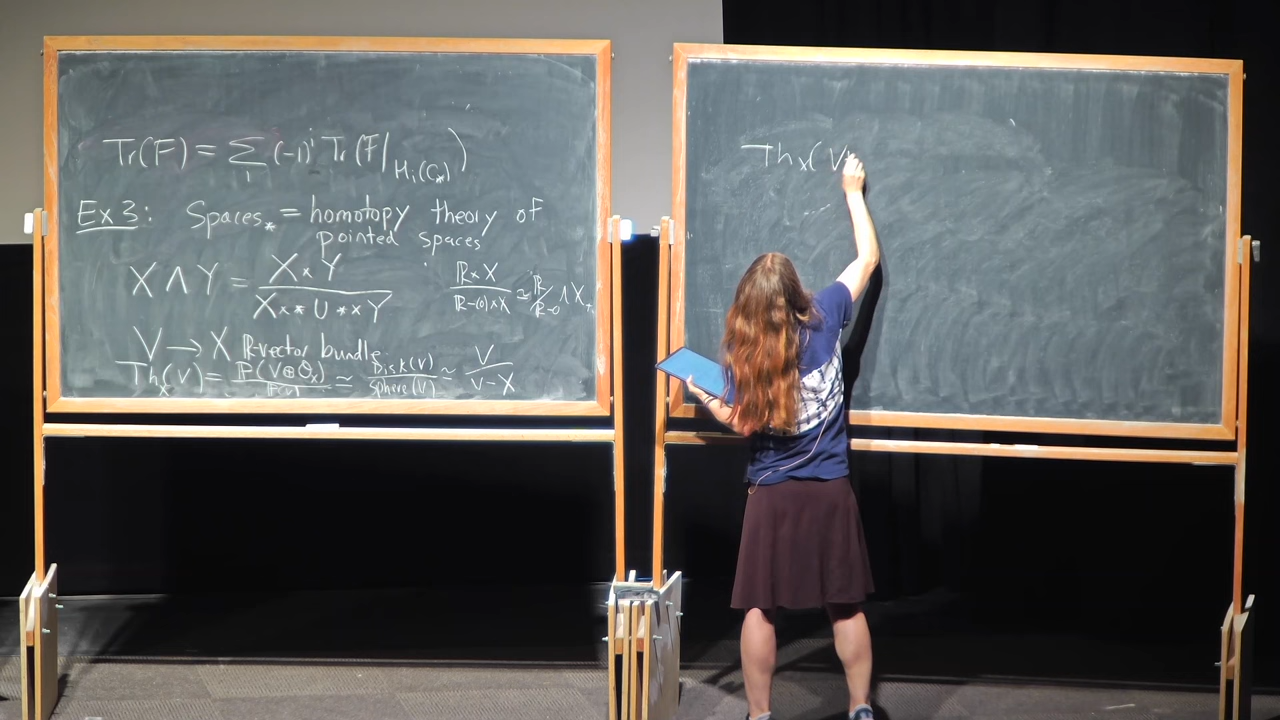 Tr(F) = Σ_i (-1)^i Tr(F|_{H_i(C_*)})
Ex 3: Spaces_* = homotopy theory of
pointed spaces
X ∧ Y = X × Y / X × * ∪ * × Y
R × X / R-(0) × X ≃ R / R-0 ∧ X_+
V → X R-vector bundle
Th_X(V) = P(V ⊕ O_X) / P(V) ≃ Disk(V) / Sphere(V) ≃ V / V - X
Th_X(V